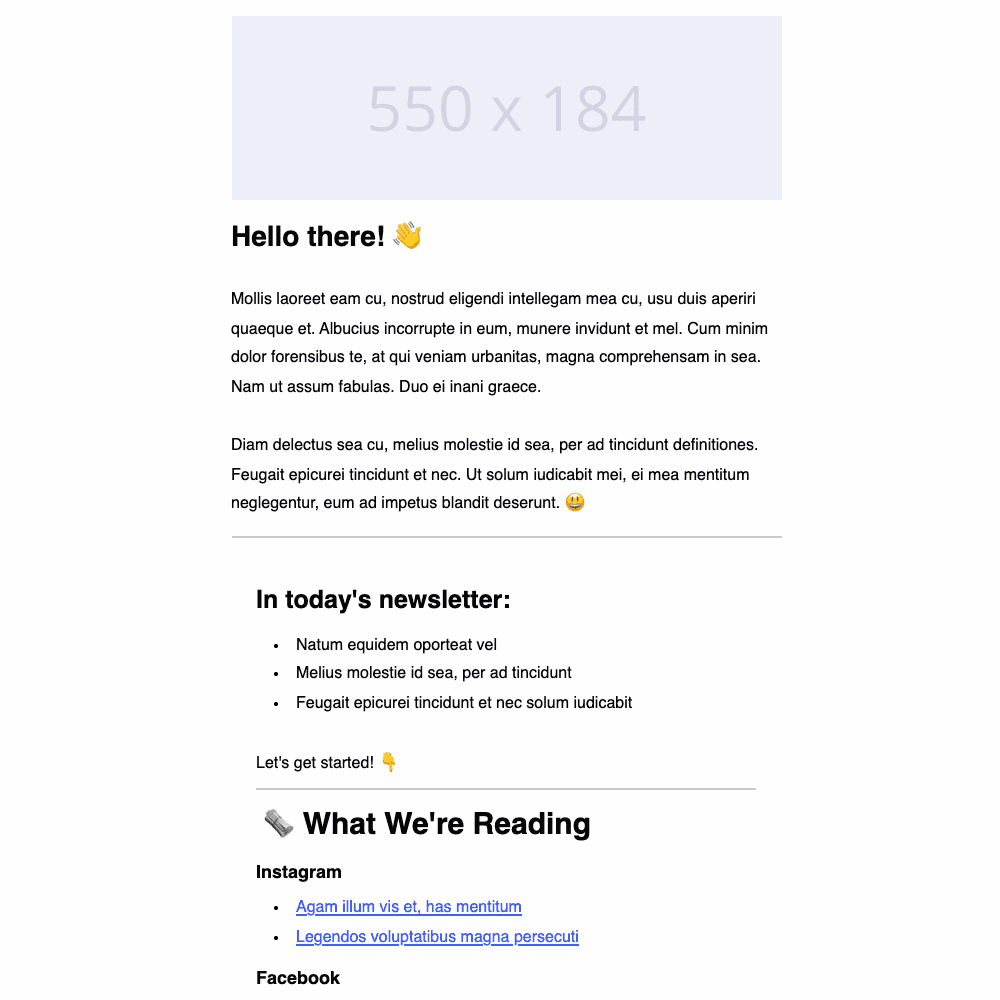 550 x 184
Hello there! 👋
Mollis laoreet eam cu, nostrud eligendi intellegam mea cu, usu duis aperiri
quaeque et. Albucius incorrupte in eum, munere invidunt et mel. Cum minim
dolor forensibus te, at qui veniam urbanitas, magna comprehensam in sea.
Nam ut assum fabulas. Duo ei inani graece.
Diam delectus sea cu, melius molestie id sea, per ad tincidunt definitiones.
Feugait epicurei tincidunt et nec. Ut solum iudicabit mei, ei mea mentitum
neglegentur, eum ad impetus blandit deserunt. 😃
In today's newsletter:
• Natum equidem oporteat vel
• Melius molestie id sea, per ad tincidunt
• Feugait epicurei tincidunt et nec solum iudicabit
Let's get started! 👇
🗞 What We're Reading
Instagram
• Agam illum vis et, has mentitum
• Legendos voluptatibus magna persecuti
Facebook